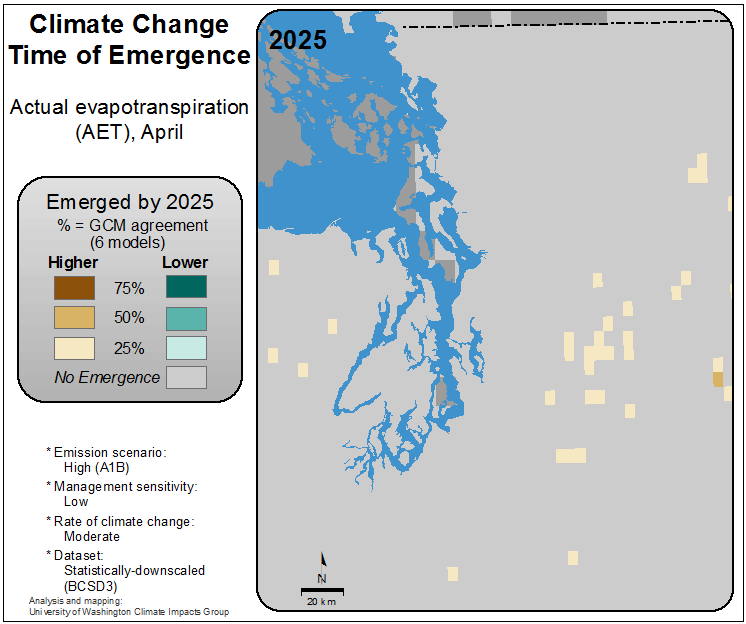 Climate Change
Time of Emergence
Actual evapotranspiration
(AET), April
Emerged by 2025
% = GCM agreement
(6 models)
Higher Lower
75%
50%
25%
No Emergence
* Emission scenario:
High (A1B)
* Management sensitivity:
Low
* Rate of climate change:
Moderate
* Dataset:
Statistically-downscaled
(BCSD3)
Analysis and mapping:
University of Washington Climate Impacts Group
2025
N
20 km